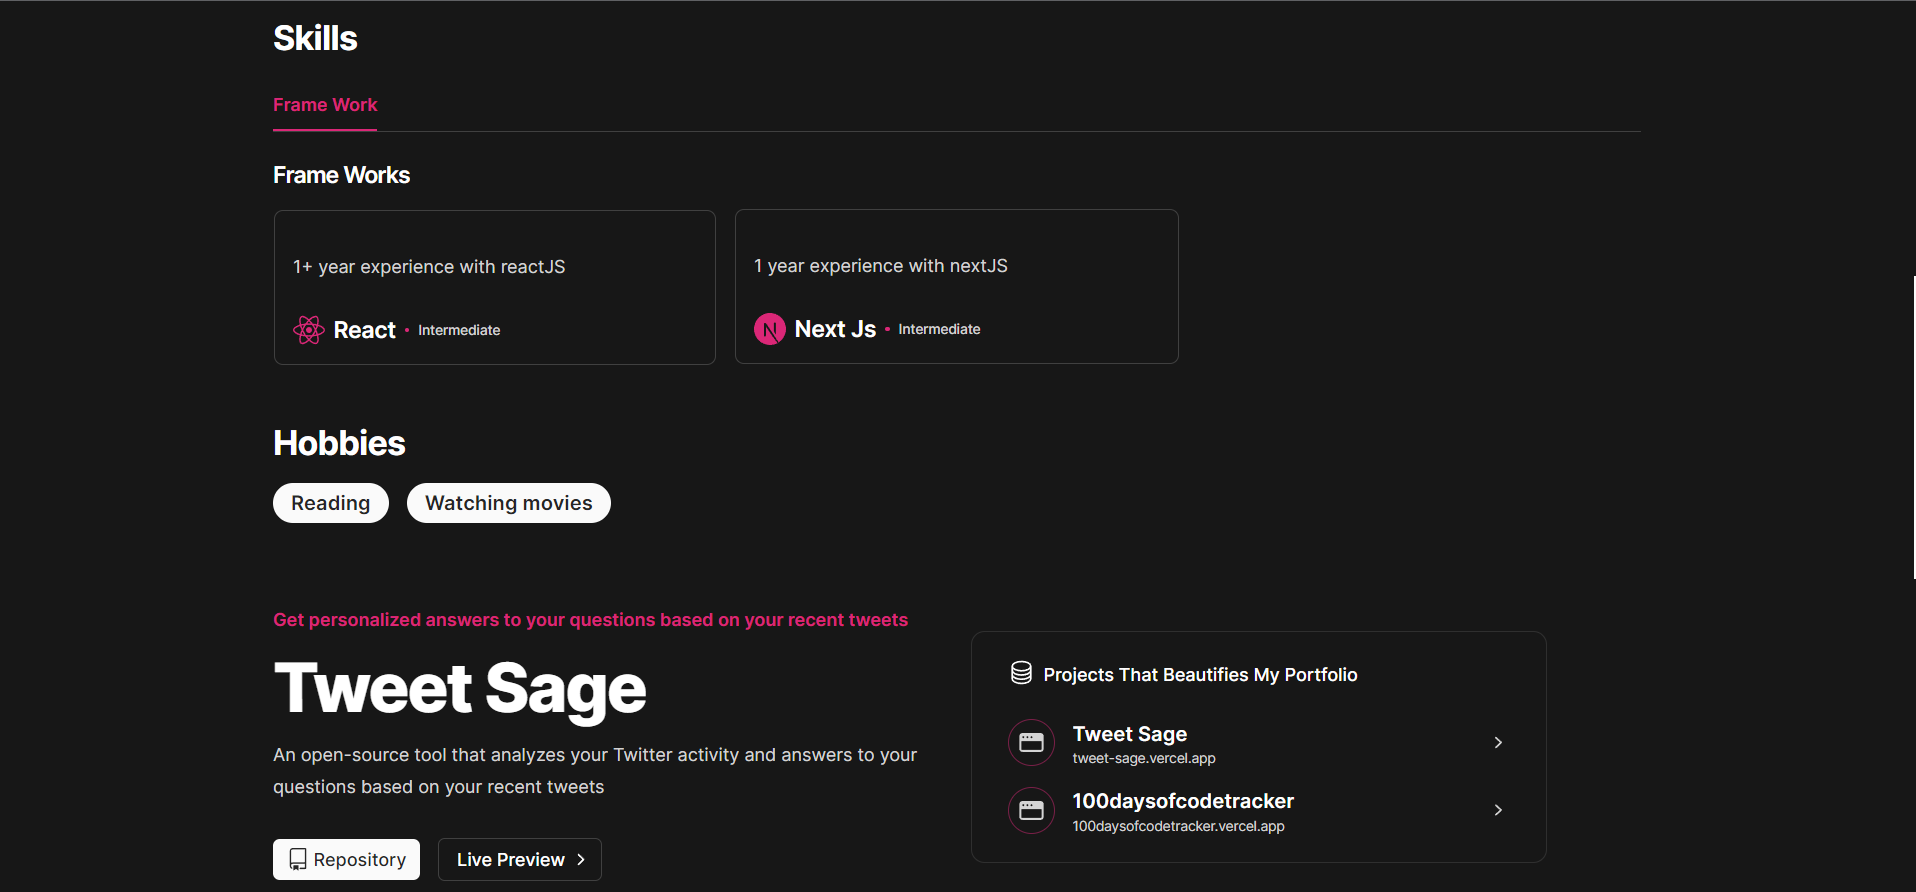 Skills
Frame Work
Frame Works
1+ year experience with reactJS
React • Intermediate
1 year experience with nextJS
N Next Js • Intermediate
Hobbies
Reading
Watching movies
Get personalized answers to your questions based on your recent tweets
Tweet Sage
An open-source tool that analyzes your Twitter activity and answers to your
questions based on your recent tweets
Repository
Live Preview
Projects That Beautifies My Portfolio
Tweet Sage
tweet-sage.vercel.app
100daysofcodetracker
100daysofcodetracker.vercel.app